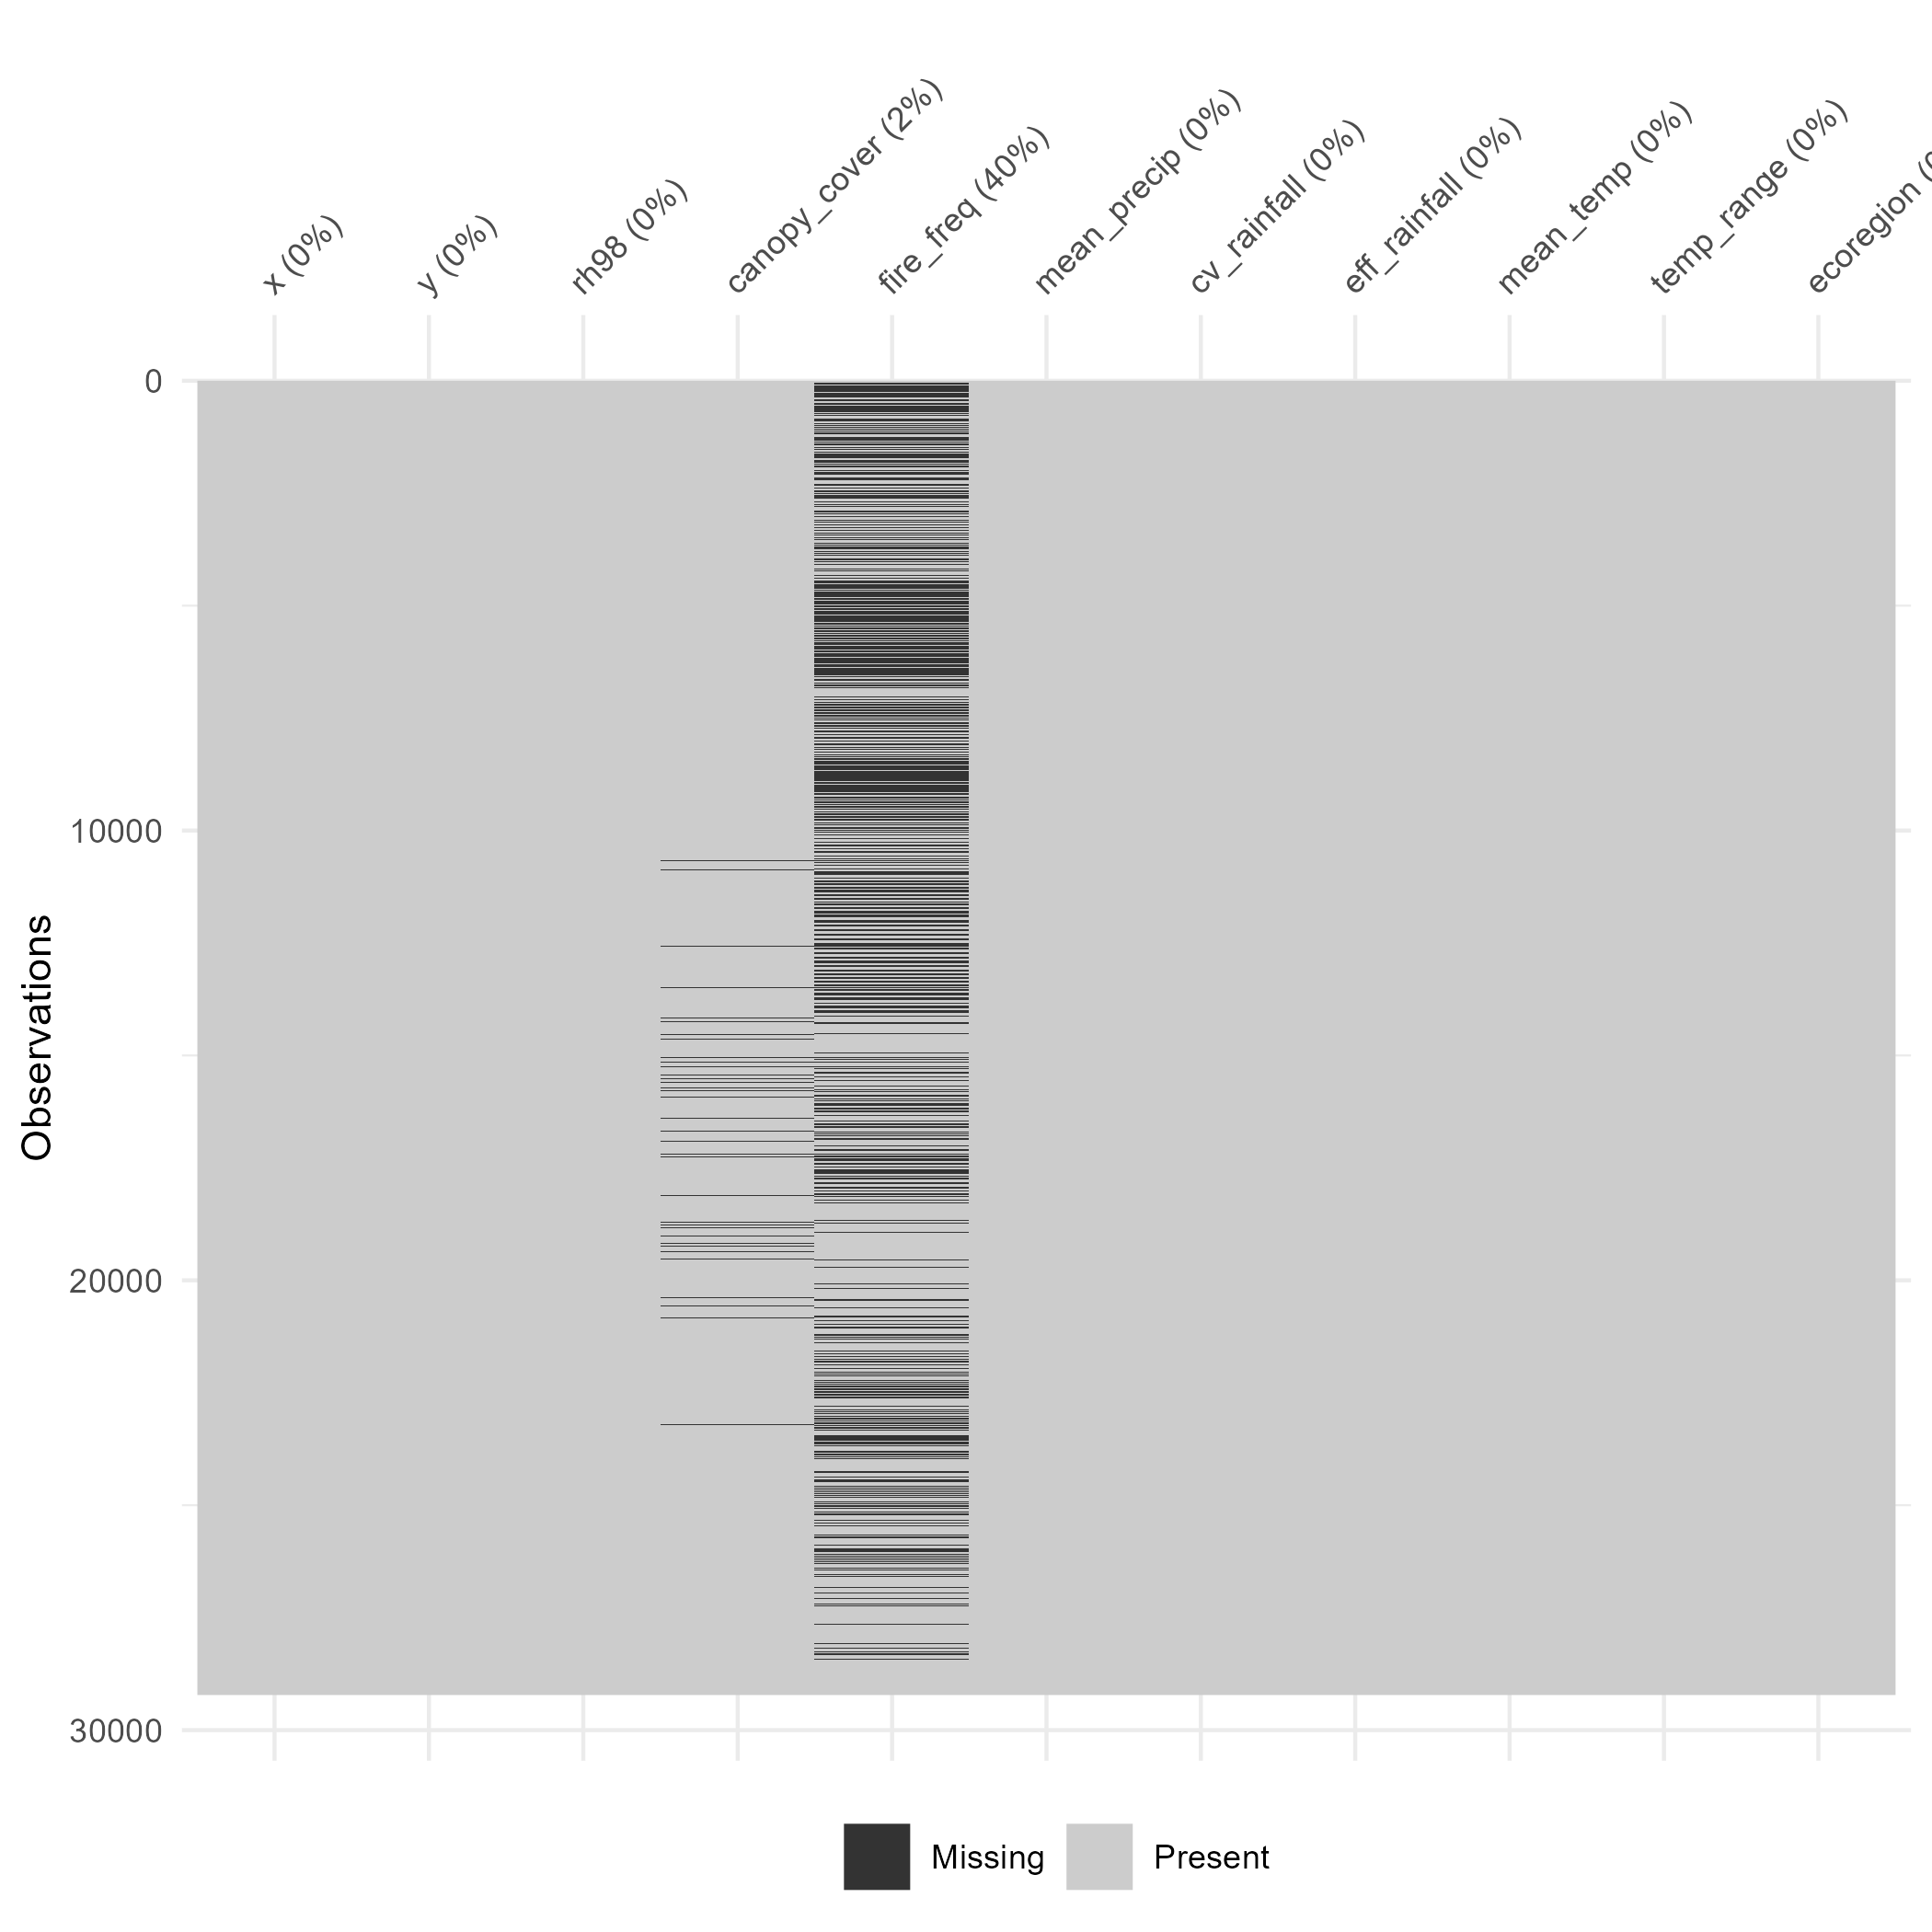 x (0%)
y (0%)
rh98 (0%)
canopy_cover (2%)
fire_freq (40%)
mean_precip (0%)
cv_rainfall (0%)
eff_rainfall (0%)
mean_temp (0%)
temp_range (0%)
ecoregion (
0
10000
20000
30000
Observations
Missing
Present